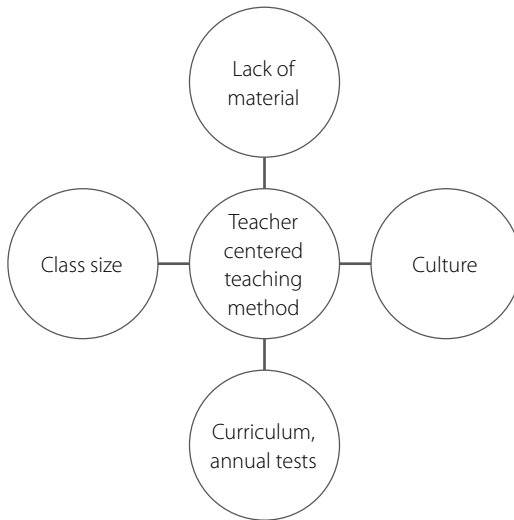 Lack of
material
Class size
Teacher
centered
teaching
method
Culture
Curriculum,
annual tests